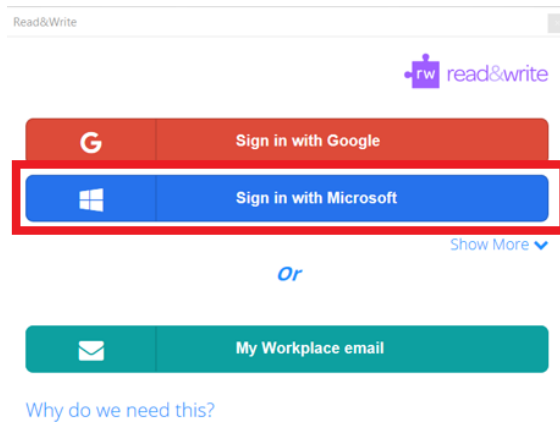 Read&Write
rw read&write
G Sign in with Google
Sign in with Microsoft
Show More
Or
My Workplace email
Why do we need this?